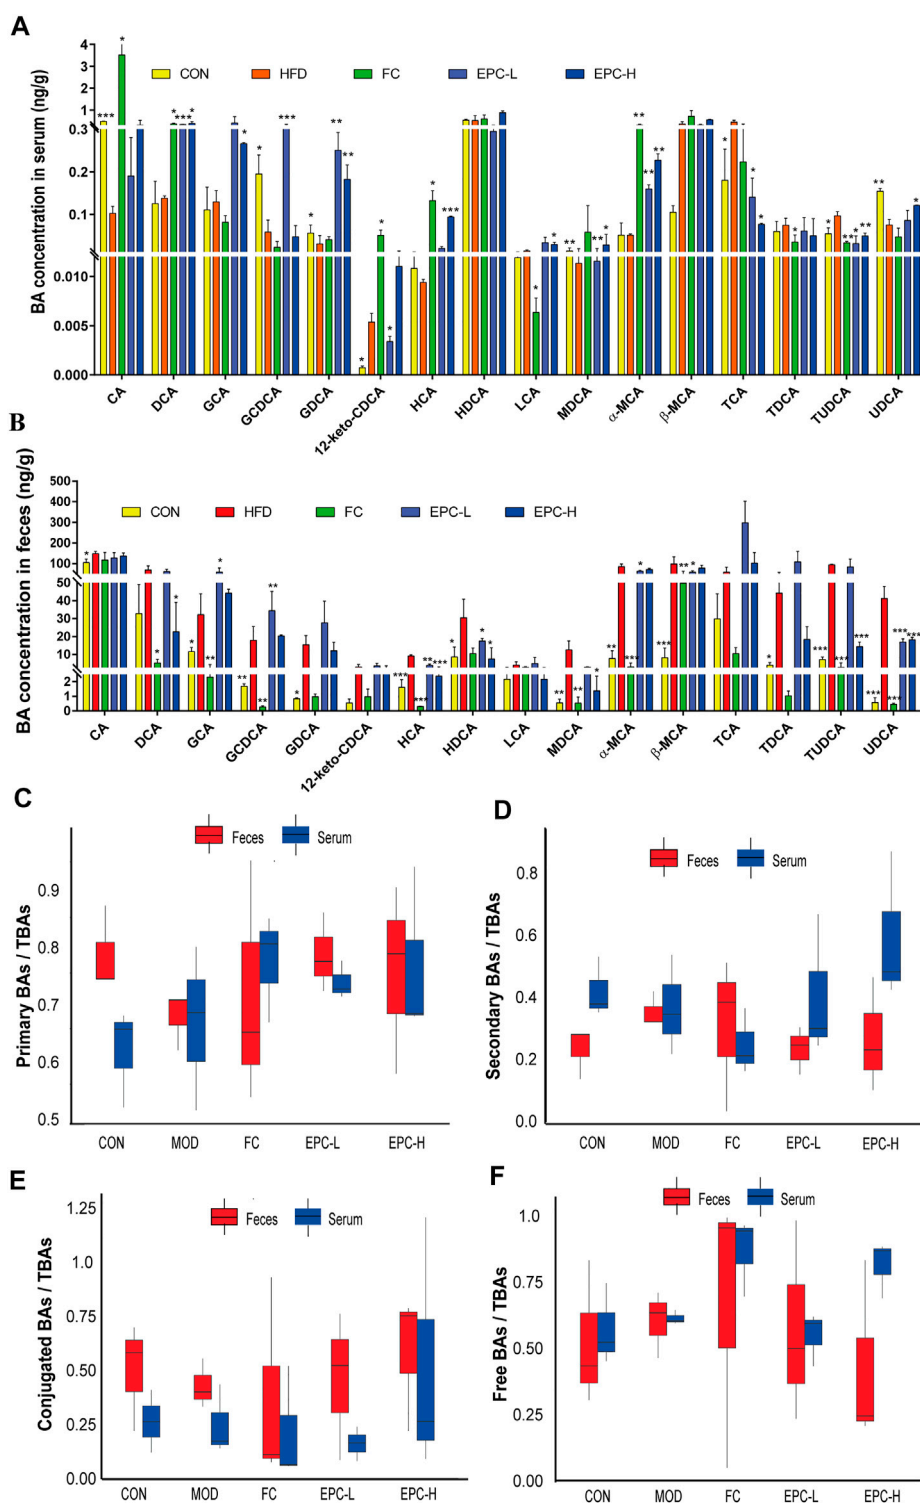 A
BA concentration in serum (ng/g)
4
3
2
1
0.3
0.2
0.1
0.010
0.005
0.000
CON HFD FC EPC-L EPC-H
*** * * *** * * *** * ** ** * * * * *** * ** ** * ** ** ** * * * * * ** * ** ** *
CA DCA GCA GCDCA GDCA 12-keto-CDCA HCA HDCA LCA MDCA α-MCA β-MCA TCA TDCA TUDCA UDCA
B
BA concentration in feces (ng/g)
500
400
300
200
100
50
40
30
20
10
2
1
0
CON HFD FC EPC-L EPC-H
* * * * ** * ** ** ** * *** *** ** *** * * * ** ** * ** *** * *** ** * * *** *** *** *** *** *** ***
CA DCA GCA GCDCA GDCA 12-keto-CDCA HCA HDCA LCA MDCA α-MCA β-MCA TCA TDCA TUDCA UDCA
C
Primary BAs / TBAs
Feces Serum
0.9
0.8
0.7
0.6
0.5
CON MOD FC EPC-L EPC-H
D
Secondary BAs / TBAs
Feces Serum
0.8
0.6
0.4
0.2
0.0
CON MOD FC EPC-L EPC-H
E
Conjugated BAs / TBAs
Feces Serum
1.25
1.0
0.75
0.50
0.25
0.00
CON MOD FC EPC-L EPC-H
F
Free BAs / TBAs
Feces Serum
1.0
0.75
0.50
0.25
0.00
CON MOD FC EPC-L EPC-H